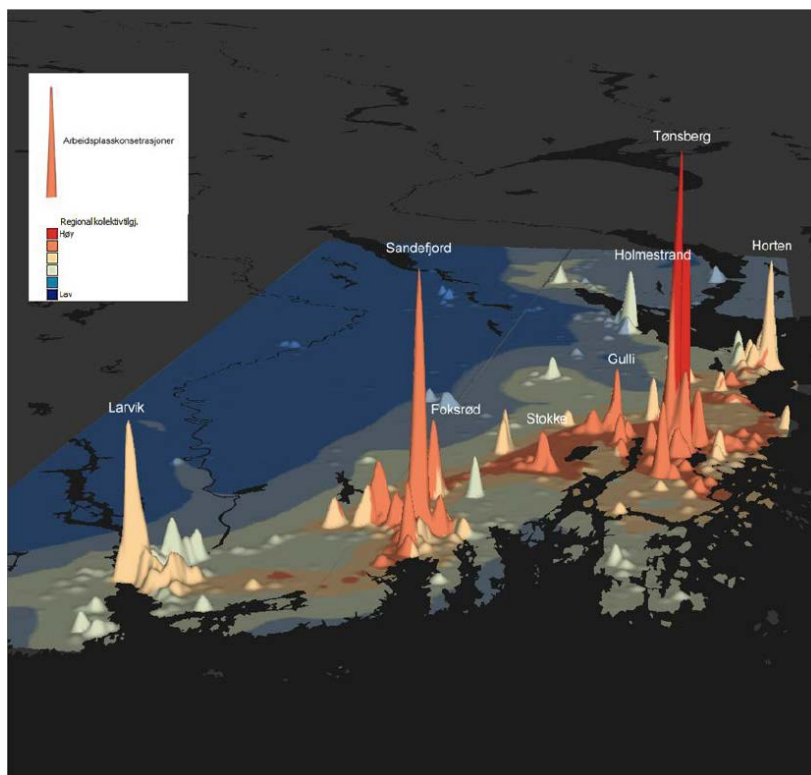 Arbeidsplasskonsetrasjoner
Regional kollektivtilgj.
Høy
Lav
Tønsberg
Sandefjord
Holmestrand
Horten
Gulli
Larvik
Foksrød
Stokke